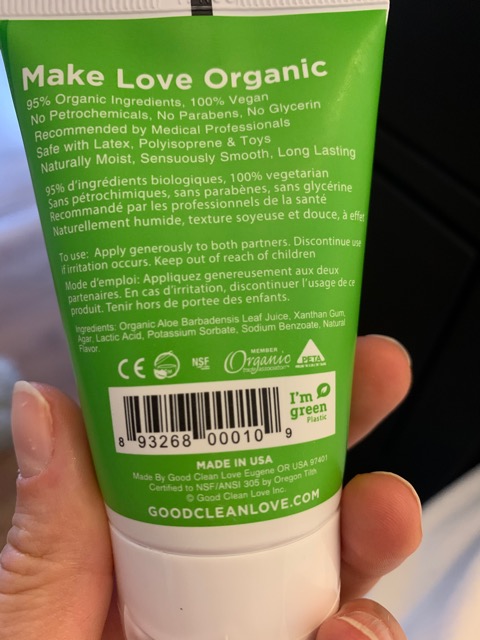 Make Love Organic
95% Organic Ingredients, 100% Vegan
No Petrochemicals, No Parabens, No Glycerin
Recommended by Medical Professionals
Safe with Latex, Polyisoprene & Toys
Naturally Moist, Sensuously Smooth, Long Lasting
95% d'ingrédients biologiques, 100% vegetarian
Sans pétrochimiques, sans parabènes, sans glycérine
Recommandé par les professionnels de la santé
Naturellement humide, texture soyeuse et douce, à effet
To use: Apply generously to both partners. Discontinue use
if irritation occurs. Keep out of reach of children
Mode d'emploi: Appliquez genereusement aux deux
partenaires. En cas d'irritation, discontinuer l'usage de ce
produit. Tenir hors de portee des enfants.
Ingredients: Organic Aloe Barbadensis Leaf Juice, Xanthan Gum,
Agar, Lactic Acid, Potassium Sorbate, Sodium Benzoate, Natural
Flavor.
CE NSF MEMBER Organic PETA
I'm
green
Plastic
8 93268 00010 9
MADE IN USA
Made By Good Clean Love Eugene OR USA 97401
Certified to NSF/ANSI 305 by Oregon Tilth
© Good Clean Love Inc.
GOODCLEANLOVE.COM